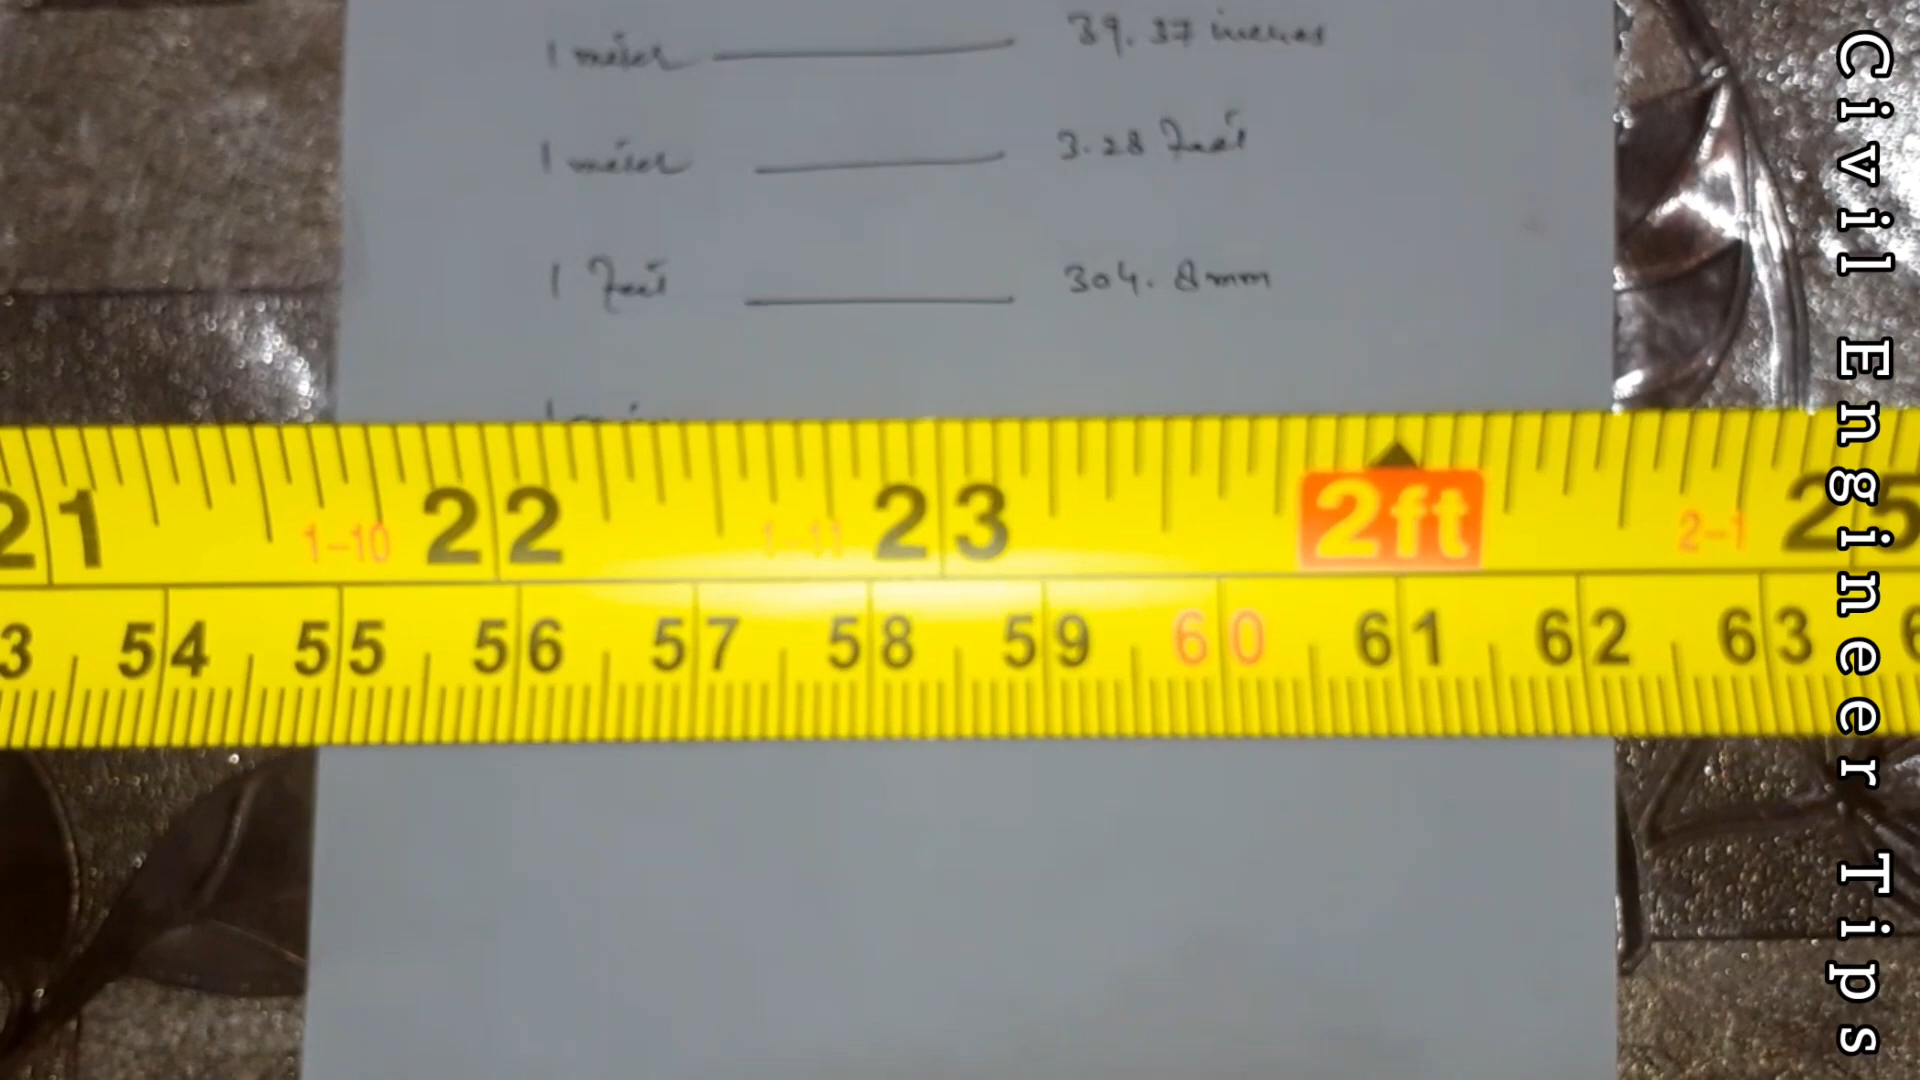 1 meter 39.37 inches
1 meter 3.28 Feet
1 Feet 304.8mm
21 1-10 22 1-11 23 2ft 2-1 25
54 55 56 57 58 59 60 61 62 63
Civil Engineer Tips